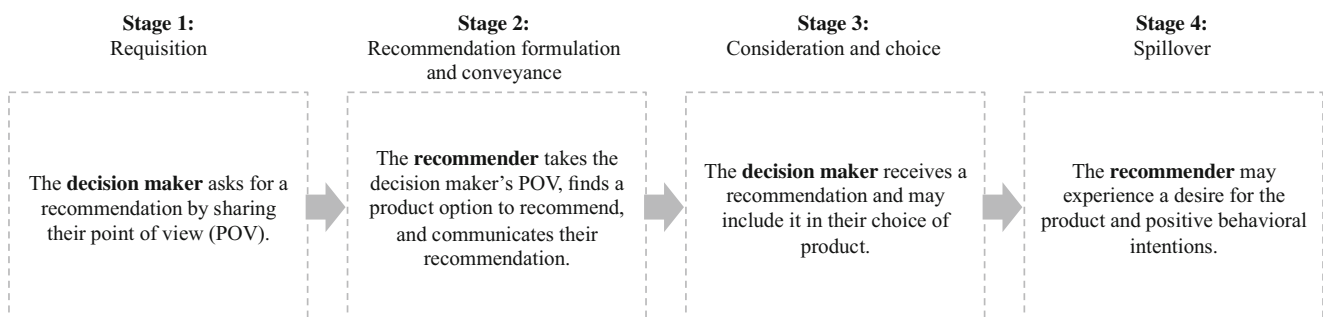 Stage 1:
Requisition
Stage 2:
Recommendation formulation
and conveyance
Stage 3:
Consideration and choice
Stage 4:
Spillover
The decision maker asks for a
recommendation by sharing
their point of view (POV).
The recommender takes the
decision maker's POV, finds a
product option to recommend,
and communicates their
recommendation.
The decision maker receives a
recommendation and may
include it in their choice of
product.
The recommender may
experience a desire for the
product and positive behavioral
intentions.